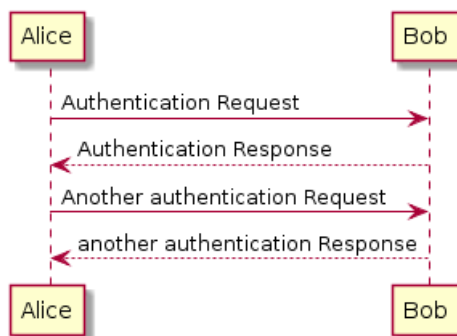 Alice Bob
Authentication Request
Authentication Response
Another authentication Request
another authentication Response
Alice Bob